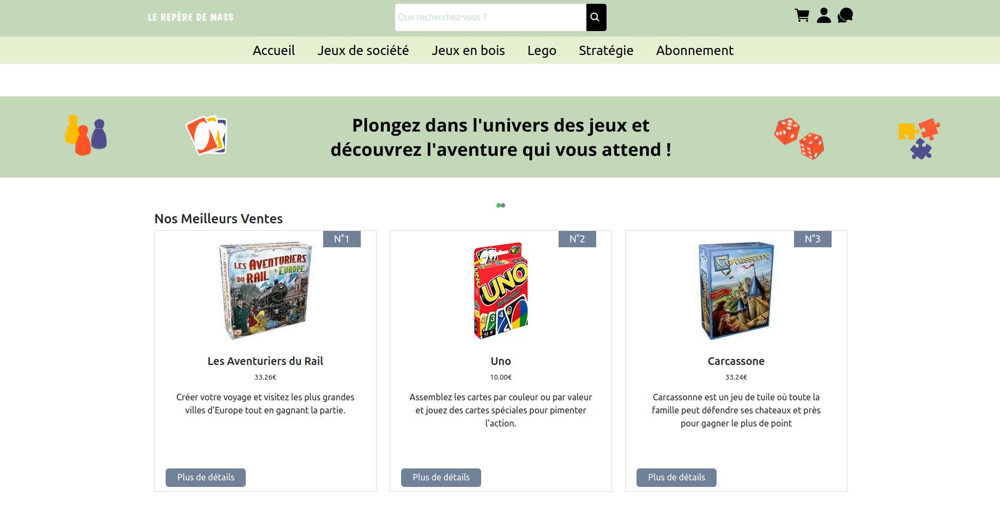 LE REPÈRE DE MASS
Que recherchez-vous ?
Accueil Jeux de société Jeux en bois Lego Stratégie Abonnement
Plongez dans l'univers des jeux et
découvrez l'aventure qui vous attend !
Nos Meilleurs Ventes
N°1
LES AVENTURIERS
DU RAIL EUROPE
Les Aventuriers du Rail
33.26€
Créer votre voyage et visitez les plus grandes
villes d'Europe tout en gagnant la partie.
Plus de détails
N°2
UNO
UNO
2 3 4
Uno
10.00€
Assemblez les cartes par couleur ou par valeur
et jouez des cartes spéciales pour pimenter
l'action.
Plus de détails
N°3
Carcassonne
Z-MAN
Carcassone
33.24€
Carcassonne est un jeu de tuile où toute la
famille peut défendre ses chateaux et près
pour gagner le plus de point
Plus de détails